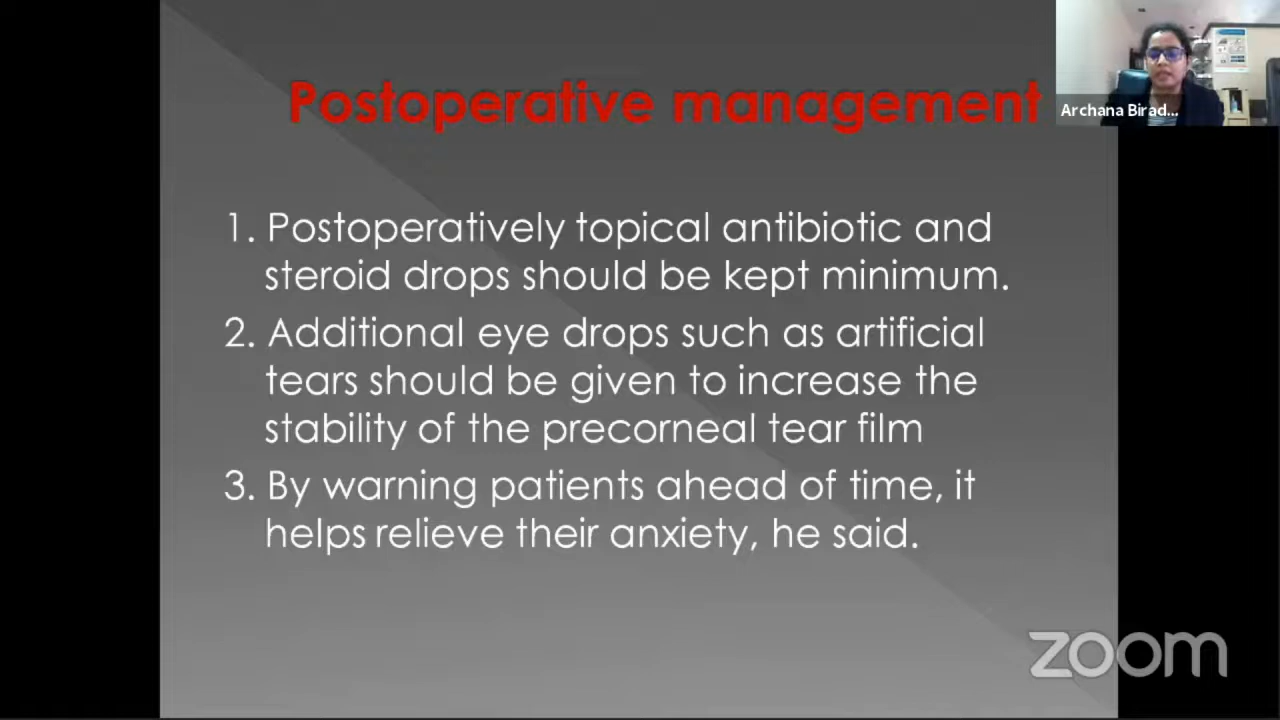 Postoperative management
Archana Birad...
1. Postoperatively topical antibiotic and
steroid drops should be kept minimum.
2. Additional eye drops such as artificial
tears should be given to increase the
stability of the precorneal tear film
3. By warning patients ahead of time, it
helps relieve their anxiety, he said.
zoom